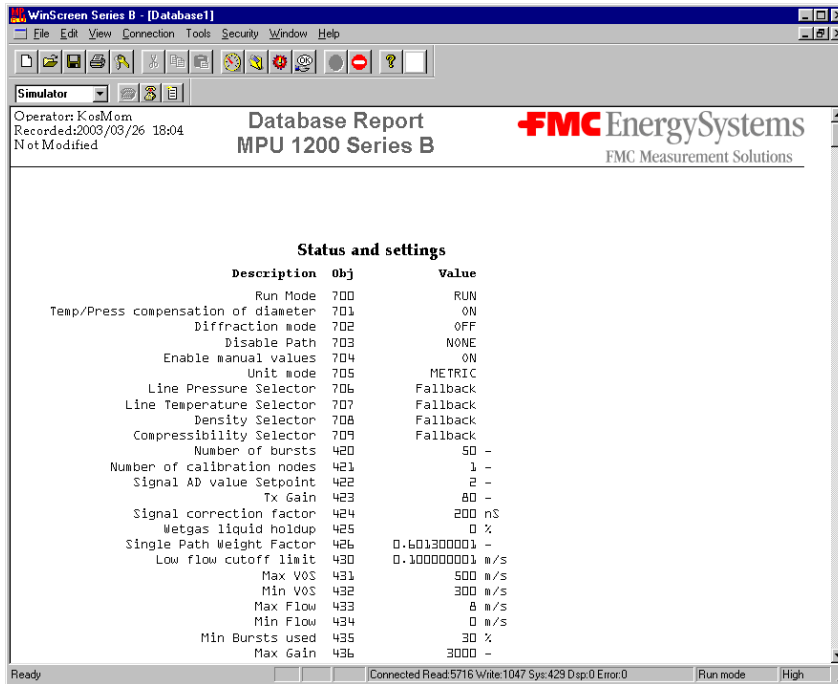 WinScreen Series B - [Database1]
File Edit View Connection Tools Security Window Help
Simulator
Operator: KosMom
Recorded:2003/03/26 18:04
Not Modified
Database Report
MPU 1200 Series B
FMC EnergySystems
FMC Measurement Solutions
Status and settings
Description Obj Value
Run Mode 700 RUN
Temp/Press compensation of diameter 701 ON
Diffraction mode 702 OFF
Disable Path 703 NONE
Enable manual values 704 ON
Unit mode 705 METRIC
Line Pressure Selector 706 Fallback
Line Temperature Selector 707 Fallback
Density Selector 708 Fallback
Compressibility Selector 709 Fallback
Number of bursts 420 50 -
Number of calibration nodes 421 1 -
Signal AD value Setpoint 422 2 -
Tx Gain 423 80 -
Signal correction factor 424 200 nS
Wetgas liquid holdup 425 0 %
Single Path Weight Factor 426 0.601300001 -
Low flow cutoff limit 430 0.100000001 m/s
Max VOS 431 500 m/s
Min VOS 432 300 m/s
Max Flow 433 8 m/s
Min Flow 434 0 m/s
Min Bursts used 435 30 %
Max Gain 436 3000 -
Ready Connected Read:5716 Write:1047 Sys:429 Dsp:0 Error:0 Run mode High